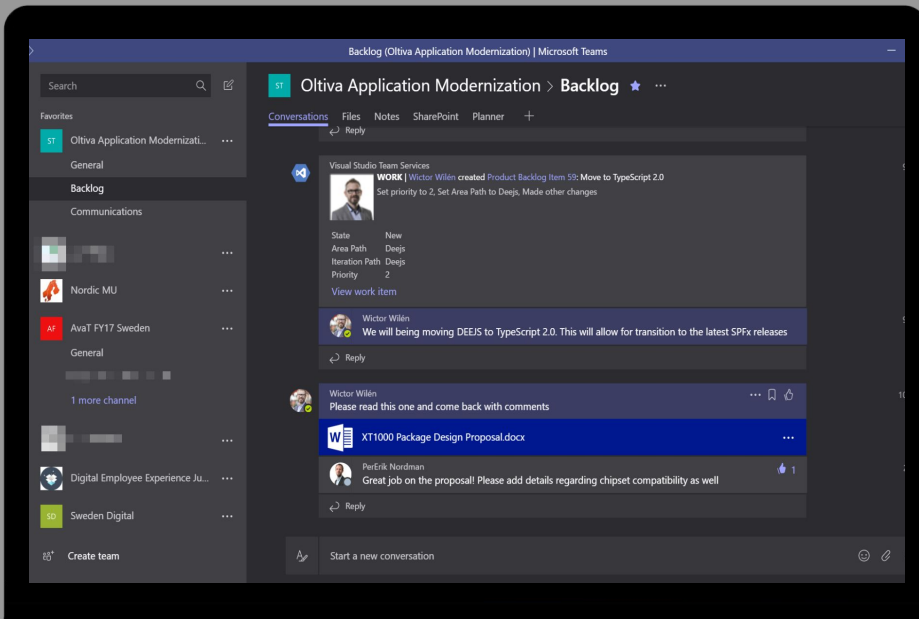 Backlog (Oltiva Application Modernization) | Microsoft Teams
Search
Favorites
ST Oltiva Application Modernizati... ...
General
Backlog
Communications
Nordic MU ...
AF AvaT FY17 Sweden ...
General
1 more channel
Digital Employee Experience Ju... ...
SD Sweden Digital ...
Create team
ST Oltiva Application Modernization > Backlog ...
Conversations Files Notes SharePoint Planner +
Reply
Visual Studio Team Services
WORK | Wictor Wilén created Product Backlog Item 59: Move to TypeScript 2.0
Set priority to 2, Set Area Path to Deejs, Made other changes
State New
Area Path Deejs
Iteration Path Deejs
Priority 2
View work item
Wictor Wilén
We will being moving DEEJS to TypeScript 2.0. This will allow for transition to the latest SPFx releases
Reply
Wictor Wilén
Please read this one and come back with comments
XT1000 Package Design Proposal.docx ...
PerErik Nordman
Great job on the proposal! Please add details regarding chipset compatibility as well
1
Reply
Start a new conversation